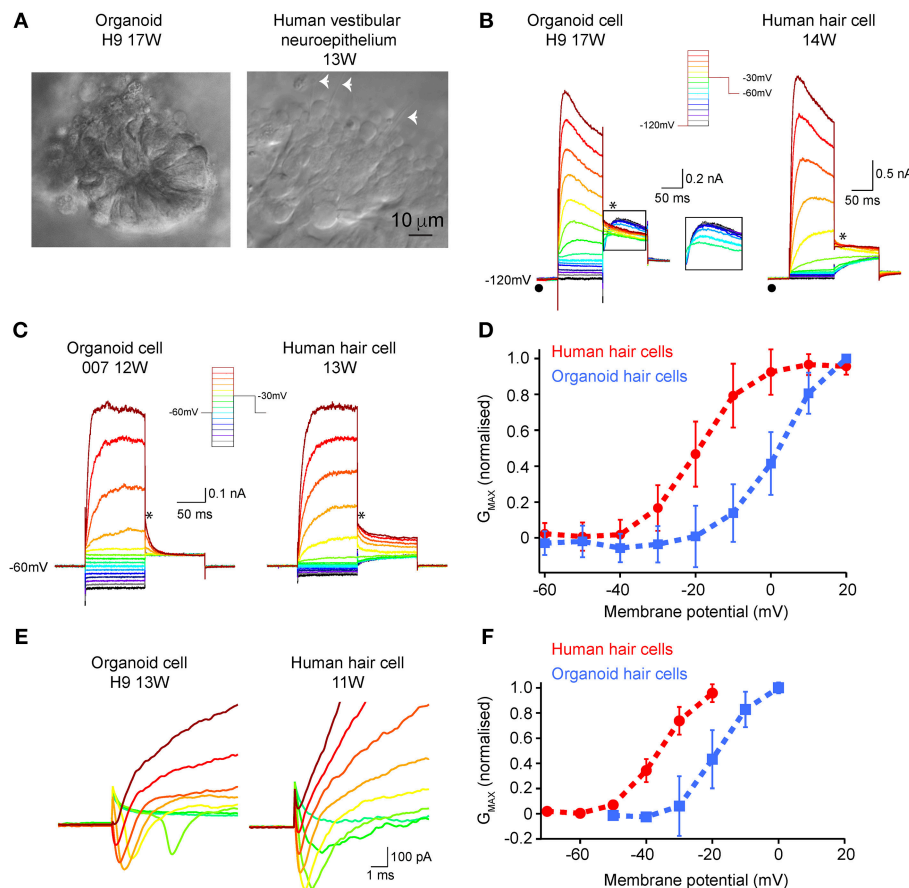 A
Organoid
H9 17W
Human vestibular
neuroepithelium
13W
10 μm
B
Organoid cell
H9 17W
Human hair cell
14W
-30mV
-60mV
-120mV
0.2 nA
50 ms
0.5 nA
50 ms
*
*
-120mV
C
Organoid cell
007 12W
Human hair cell
13W
-30mV
-60mV
0.1 nA
50 ms
*
*
-60mV
D
Human hair cells
Organoid hair cells
GMAX (normalised)
1.0
0.8
0.6
0.4
0.2
0
-60
-40
-20
0
20
Membrane potential (mV)
E
Organoid cell
H9 13W
Human hair cell
11W
100 pA
1 ms
F
Human hair cells
Organoid hair cells
GMAX (normalised)
1.0
0.8
0.6
0.4
0.2
0
-0.2
-60
-40
-20
0
20
Membrane potential (mV)